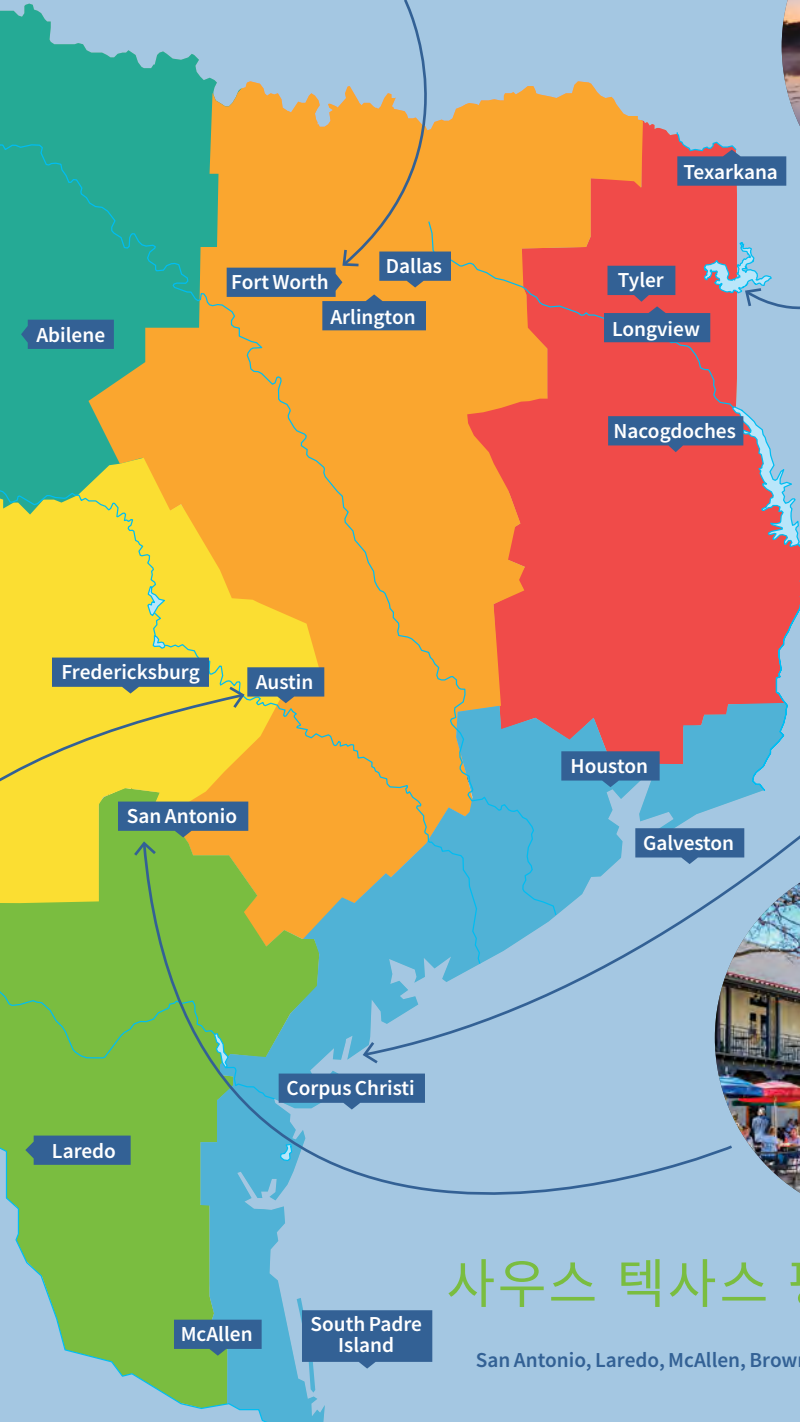 Texarkana
Dallas
Fort Worth
Tyler
Arlington
Longview
Abilene
Nacogdoches
Fredericksburg
Austin
Houston
San Antonio
Galveston
Corpus Christi
Laredo
사우스 텍사스
McAllen
South Padre
Island
San Antonio, Laredo, McAllen,